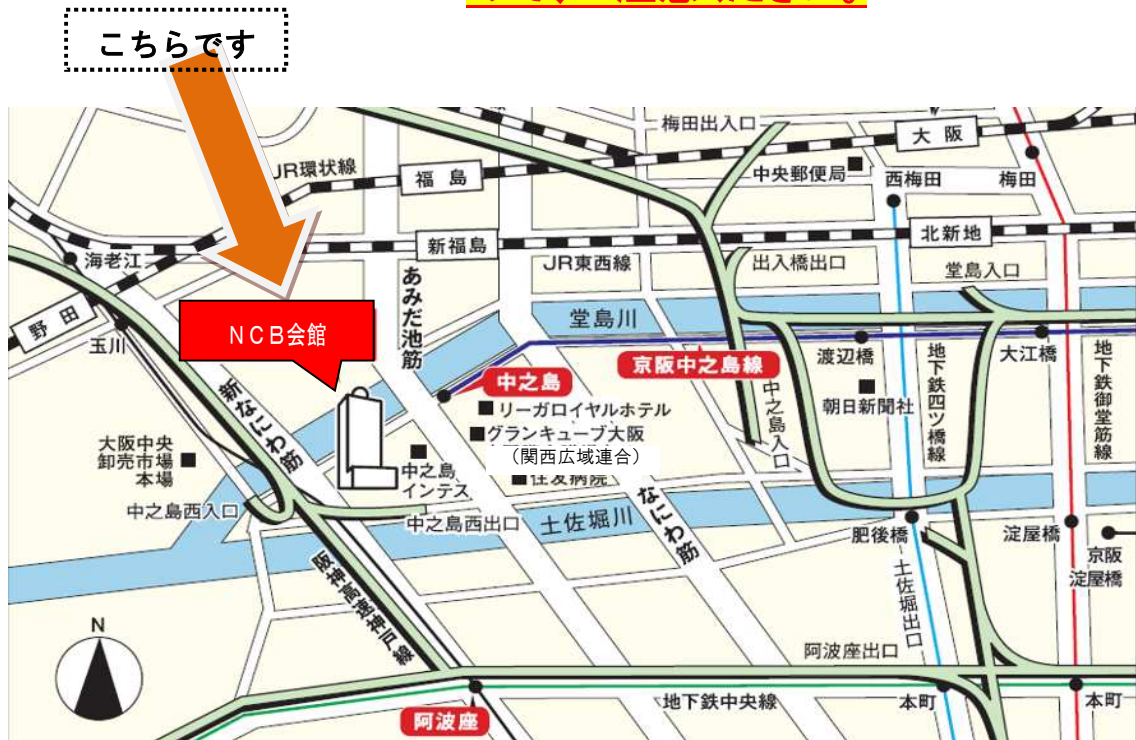 こちらです
梅田出入口
大阪
JR環状線
福島
中央郵便局
西梅田
梅田
新福島
北新地
海老江
JR東西線
出入橋出口
堂島入口
あみだ池筋
野田
玉川
NCB会館
堂島川
京阪中之島線
渡辺橋
大江橋
中之島
地下鉄四ツ橋線
地下鉄御堂筋線
新なにわ筋
リーガロイヤルホテル
朝日新聞社
中之島入口
グランキューブ大阪
(関西広域連合)
大阪中央
卸売市場
本場
中之島
インテス
住友病院
なにわ筋
中之島西入口
中之島西出口
土佐堀川
肥後橋
淀屋橋
京阪
淀屋橋
阪神高速神戸線
土佐堀出口
N
阿波座出口
地下鉄中央線
本町
本町
阿波座